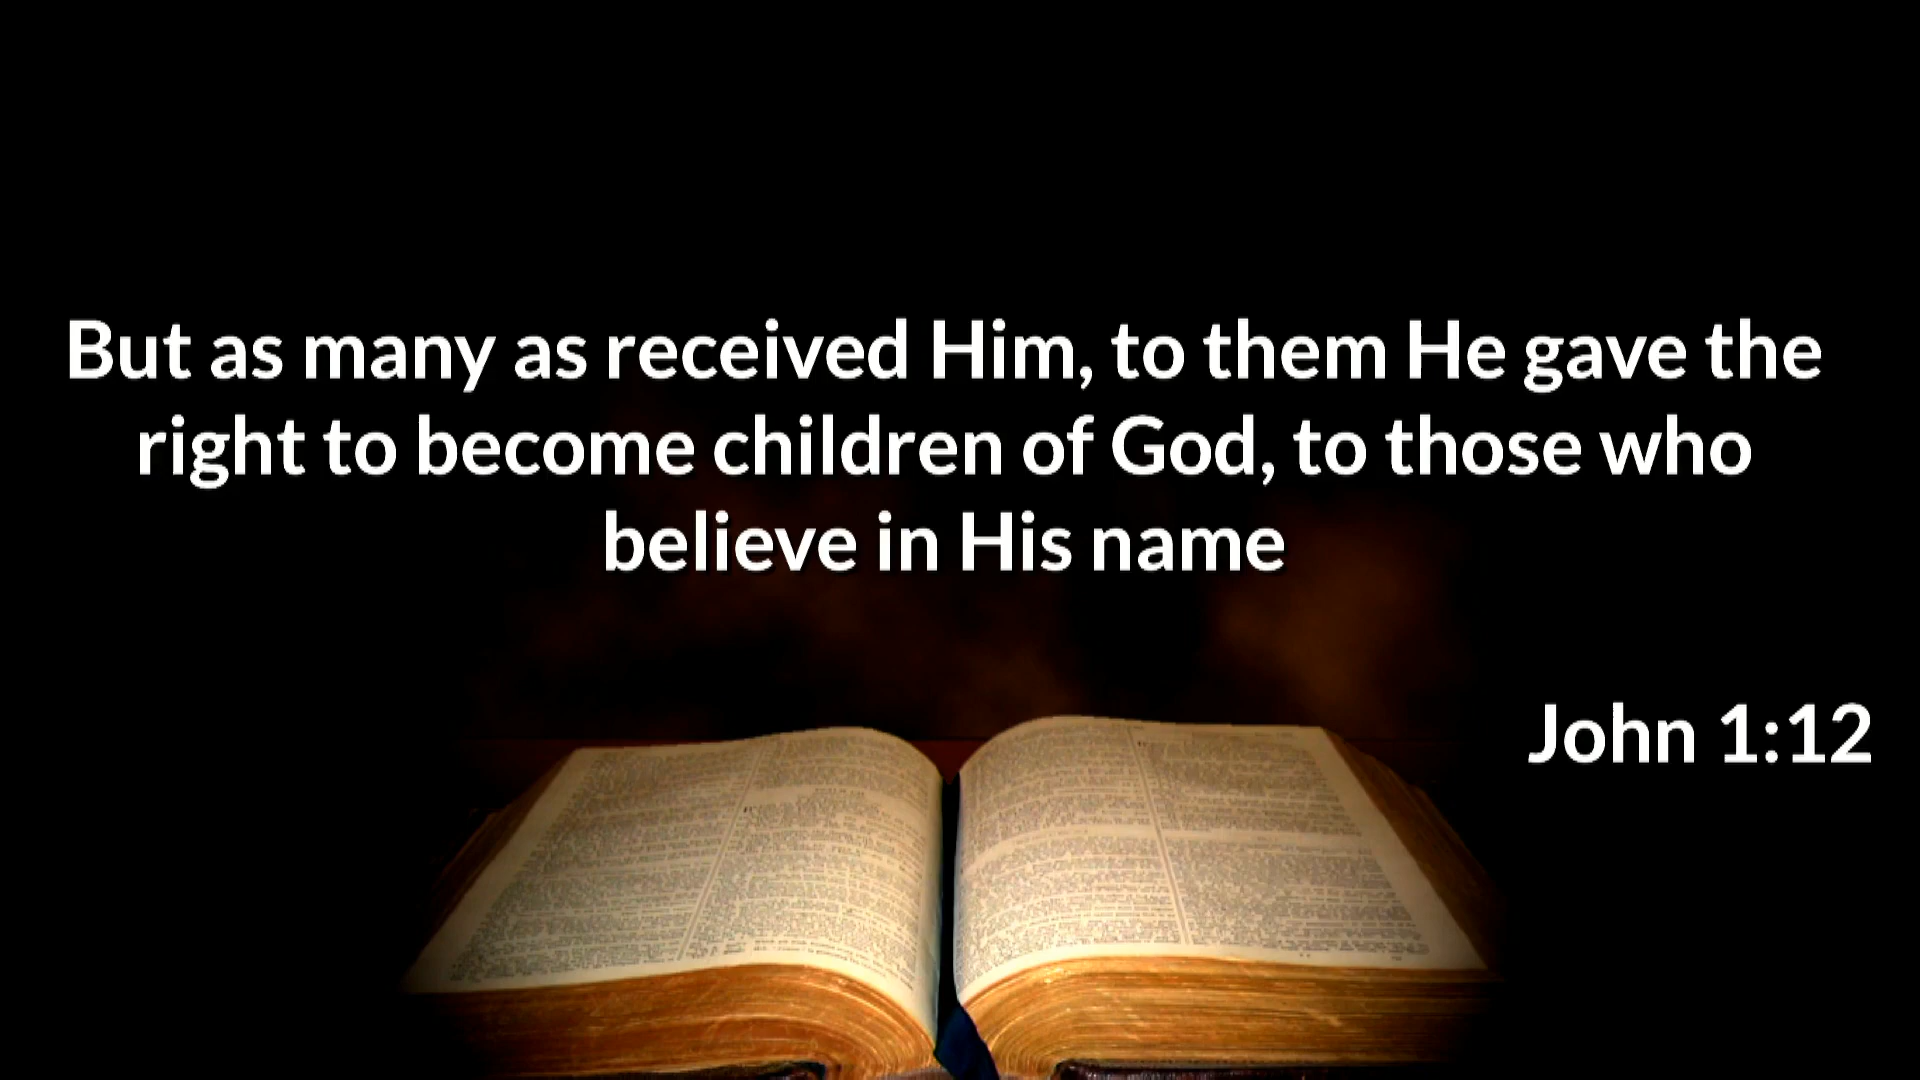 But as many as received Him, to them He gave the
right to become children of God, to those who
believe in His name
John 1:12